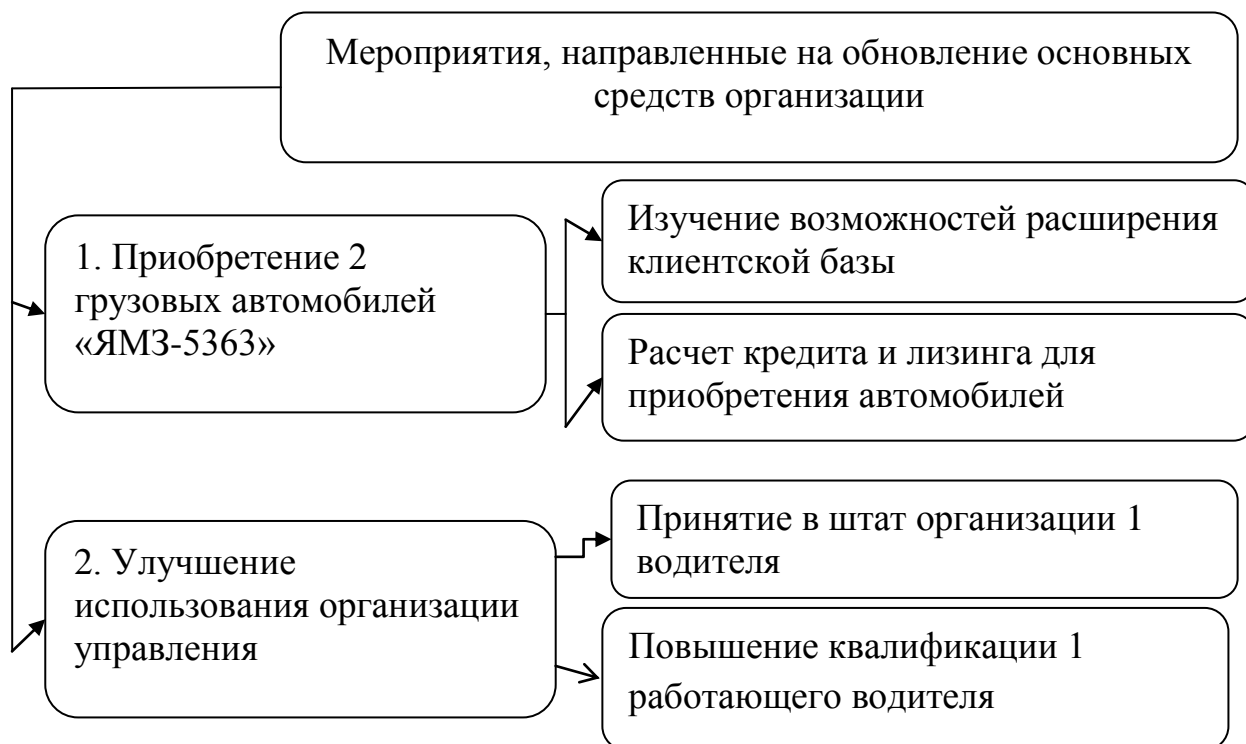 Мероприятия, направленные на обновление основных
средств организации
1. Приобретение 2
грузовых автомобилей
«ЯМЗ-5363»
Изучение возможностей расширения
клиентской базы
Расчет кредита и лизинга для
приобретения автомобилей
2. Улучшение
использования организации
управления
Принятие в штат организации 1
водителя
Повышение квалификации 1
работающего водителя